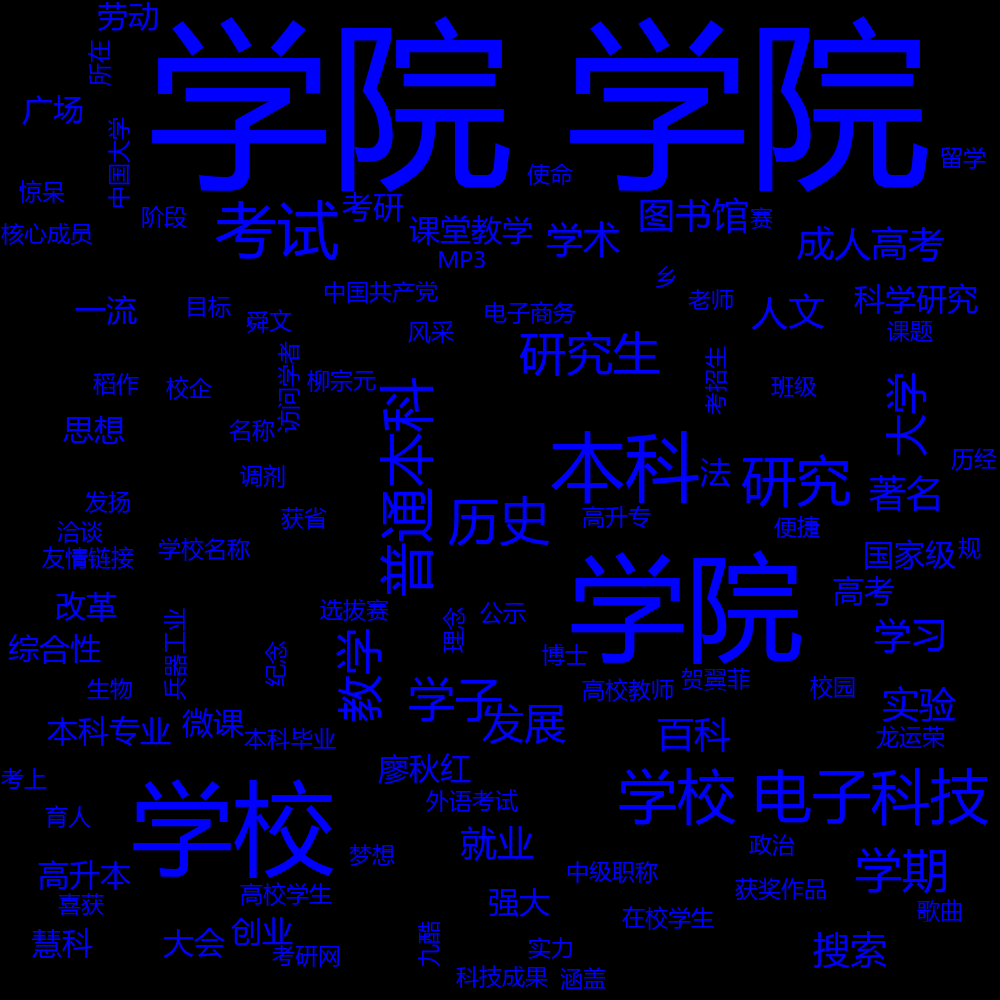 劳动
学院 学院
所在
广场
中国大学
留学
使命
惊呆
考研
图书馆
赛
阶段
考试
课堂教学
学术
核心成员
成人高考
MP3
乡
中国共产党
老师
科学研究
一流
目标
电子商务
人文
舜文
风采
课题
研究生
访问学者
柳宗元
考招生
稻作
校企
班级
大学
思想
名称
普通本科
本科
法
历经
调剂
研究
著名
发扬
获省
历史
高升专
便捷
洽谈
友情链接
学校名称
国家级
规
学院
高考
改革
选拔赛
公示
理念
综合性
兵器工业
纪念
教学
博士
学习
生物
学子
高校教师
贺翼菲
校园
本科专业
微课
本科毕业
发展
百科
实验
龙运荣
考上
廖秋红
学校
学校
电子科技
育人
外语考试
梦想
就业
政治
高升本
高校学生
中级职称
学期
喜获
强大
获奖作品
在校学生
歌曲
慧科
大会
创业
考研网
九酷
实力
搜索
科技成果
涵盖